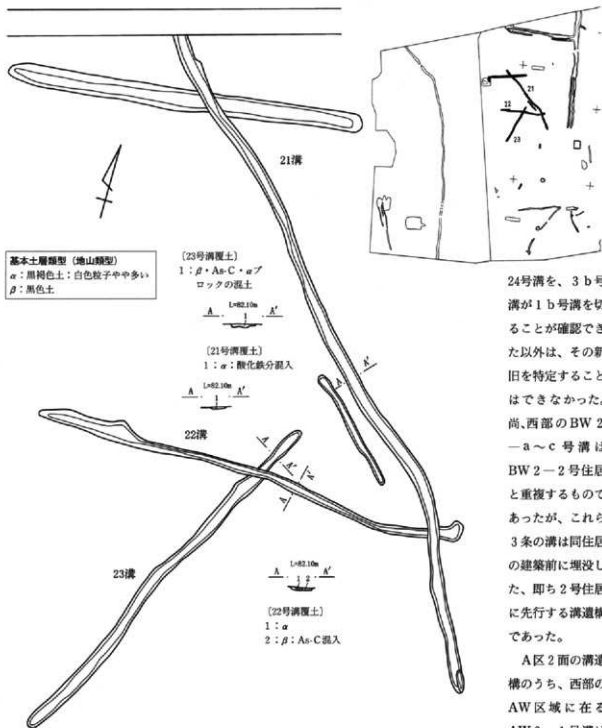 21溝
基本土層類型（地山類型）
α：黒褐色土：白色粒子やや多い
β：黒色土
〔23号溝覆土〕
1：β・As-C・αブ
ロックの混土
L=82.10m
A A'
〔21号溝覆土〕
1：α：酸化鉄分混入
L=82.10m
A A'
22溝
A A'
A A'
A A'
23溝
L=82.10m
A 1 2 A'
〔22号溝覆土〕
1：α
2：β：As-C混入
21
22
23
24号溝を、3ｂ号
溝が1ｂ号溝を切
ることが確認でき
た以外は、その新
旧を特定すること
はできなかった。
尚、西部のBW2
―a～c号溝は
BW2―2号住居
と重複するもので
あったが、これら
3条の溝は同住居
の建築前に埋没し
た、即ち2号住居
に先行する溝遺構
であった。
A区2面の溝遺
構のうち、西部の
AW区域に在る